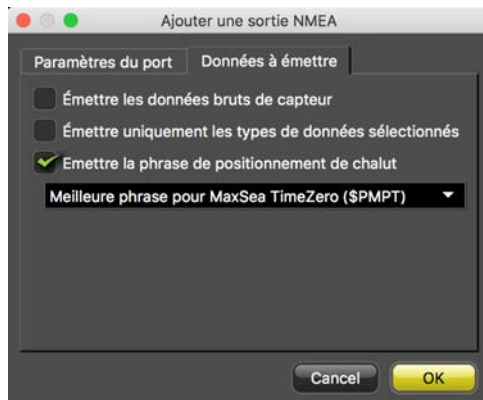 Ajouter une sortie NMEA
Paramètres du port
Données à émettre
Émettre les données bruts de capteur
Émettre uniquement les types de données sélectionnés
Emettre la phrase de positionnement de chalut
Meilleure phrase pour MaxSea TimeZero ($PMPT)
Cancel
OK